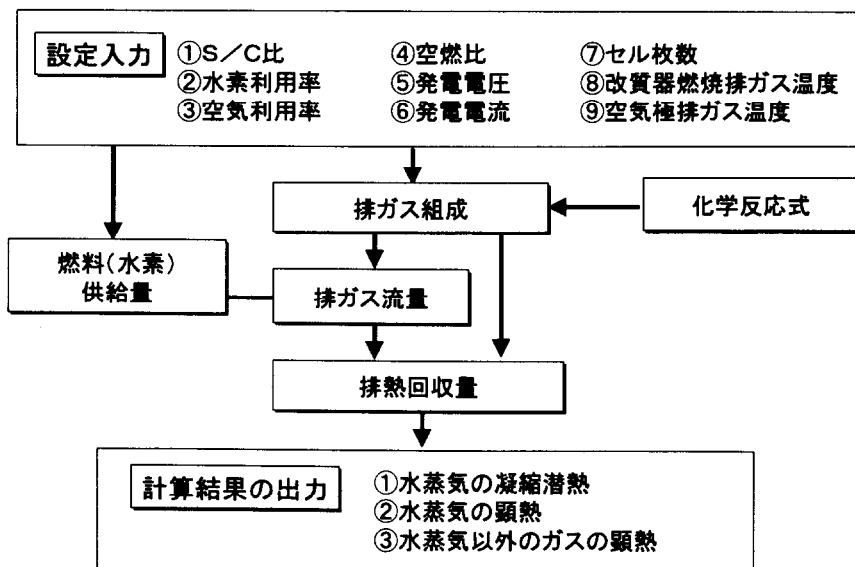 設定入力
①S／C比
②水素利用率
③空気利用率
④空燃比
⑤発電電圧
⑥発電電流
⑦セル枚数
⑧改質器燃焼排ガス温度
⑨空気極排ガス温度
排ガス組成
化学反応式
燃料(水素)
供給量
排ガス流量
排熱回収量
計算結果の出力
①水蒸気の凝縮潜熱
②水蒸気の顕熱
③水蒸気以外のガスの顕熱